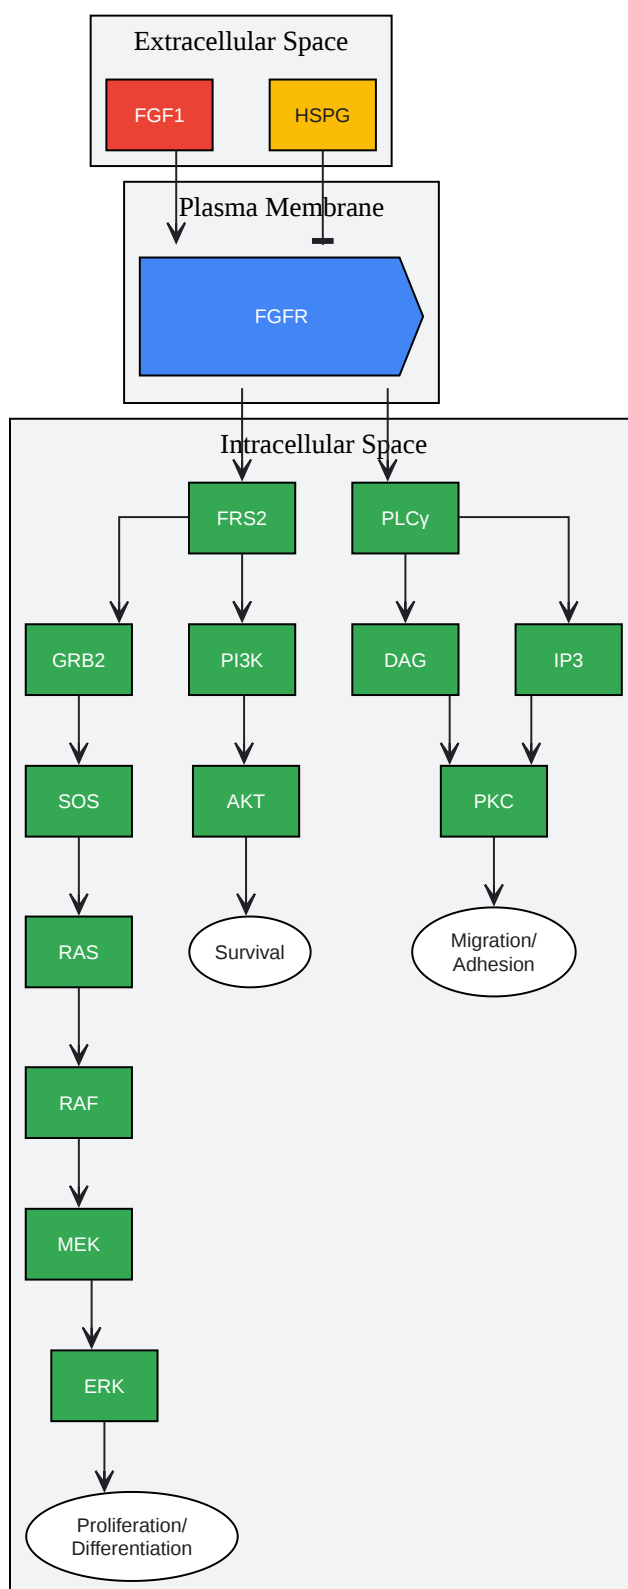 Extracellular Space
FGF1
HSPG
Plasma Membrane
FGFR
Intracellular Space
FRS2
PLCγ
GRB2
PI3K
DAG
IP3
SOS
AKT
PKC
RAS
Survival
Migration/
Adhesion
RAF
MEK
ERK
Proliferation/
Differentiation